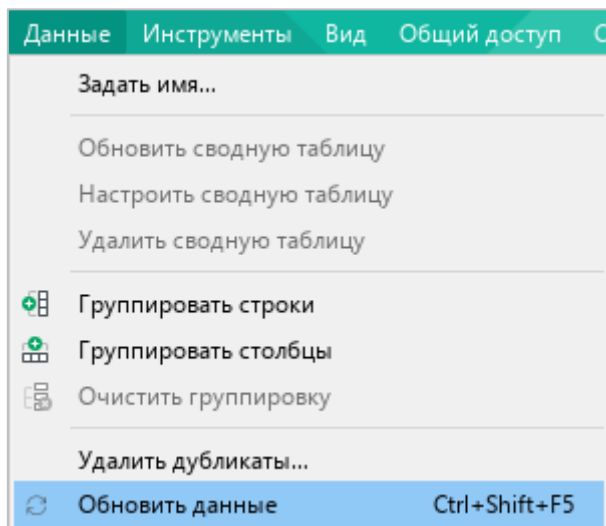 Данные Инструменты Вид Общий доступ
Задать имя...
Обновить сводную таблицу
Настроить сводную таблицу
Удалить сводную таблицу
Группировать строки
Группировать столбцы
Очистить группировку
Удалить дубликаты...
Обновить данные Ctrl+Shift+F5